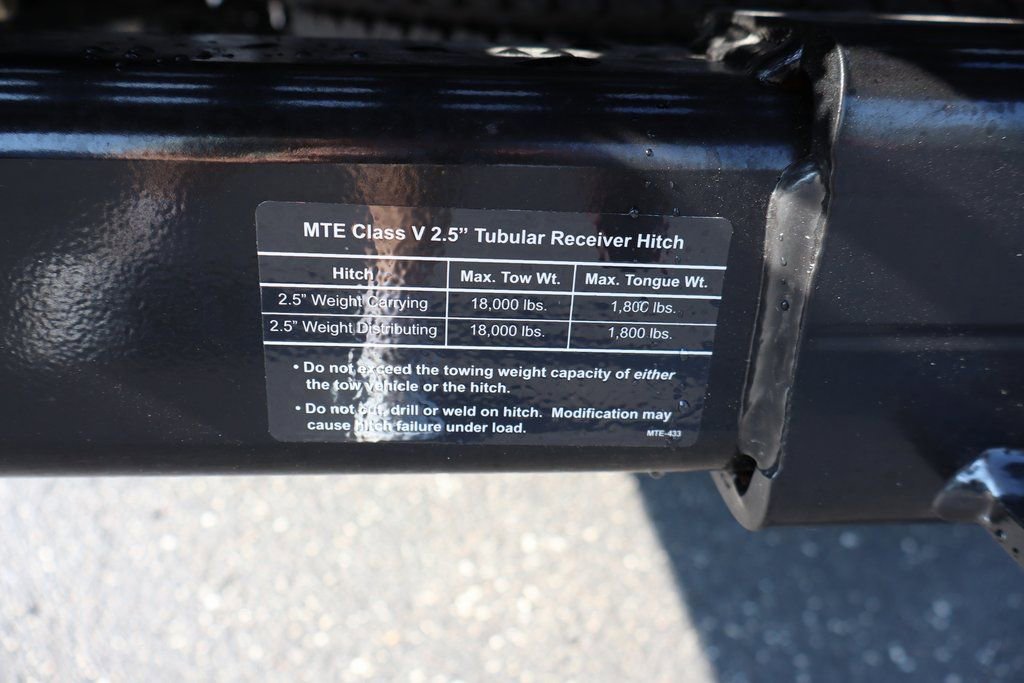 MTE Class V 2.5” Tubular Receiver Hitch
Hitch Max. Tow Wt. Max. Tongue Wt.
2.5” Weight Carrying 18,000 lbs. 1,800 lbs.
2.5” Weight Distributing 18,000 lbs. 1,800 lbs.
• Do not exceed the towing weight capacity of either
the tow vehicle or the hitch.
• Do not cut, drill or weld on hitch. Modification may
cause hitch failure under load.
MTE-433